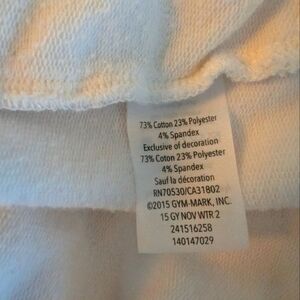 73% Cotton 23% Polyester
4% Spandex
Exclusive of decoration
73% Cotton 23% Polyester
4% Spandex
Sauf la décoration
RN70530/CA31802
©2015 GYM-MARK, INC.
15 GY NOV WTR 2
241516258
140147029